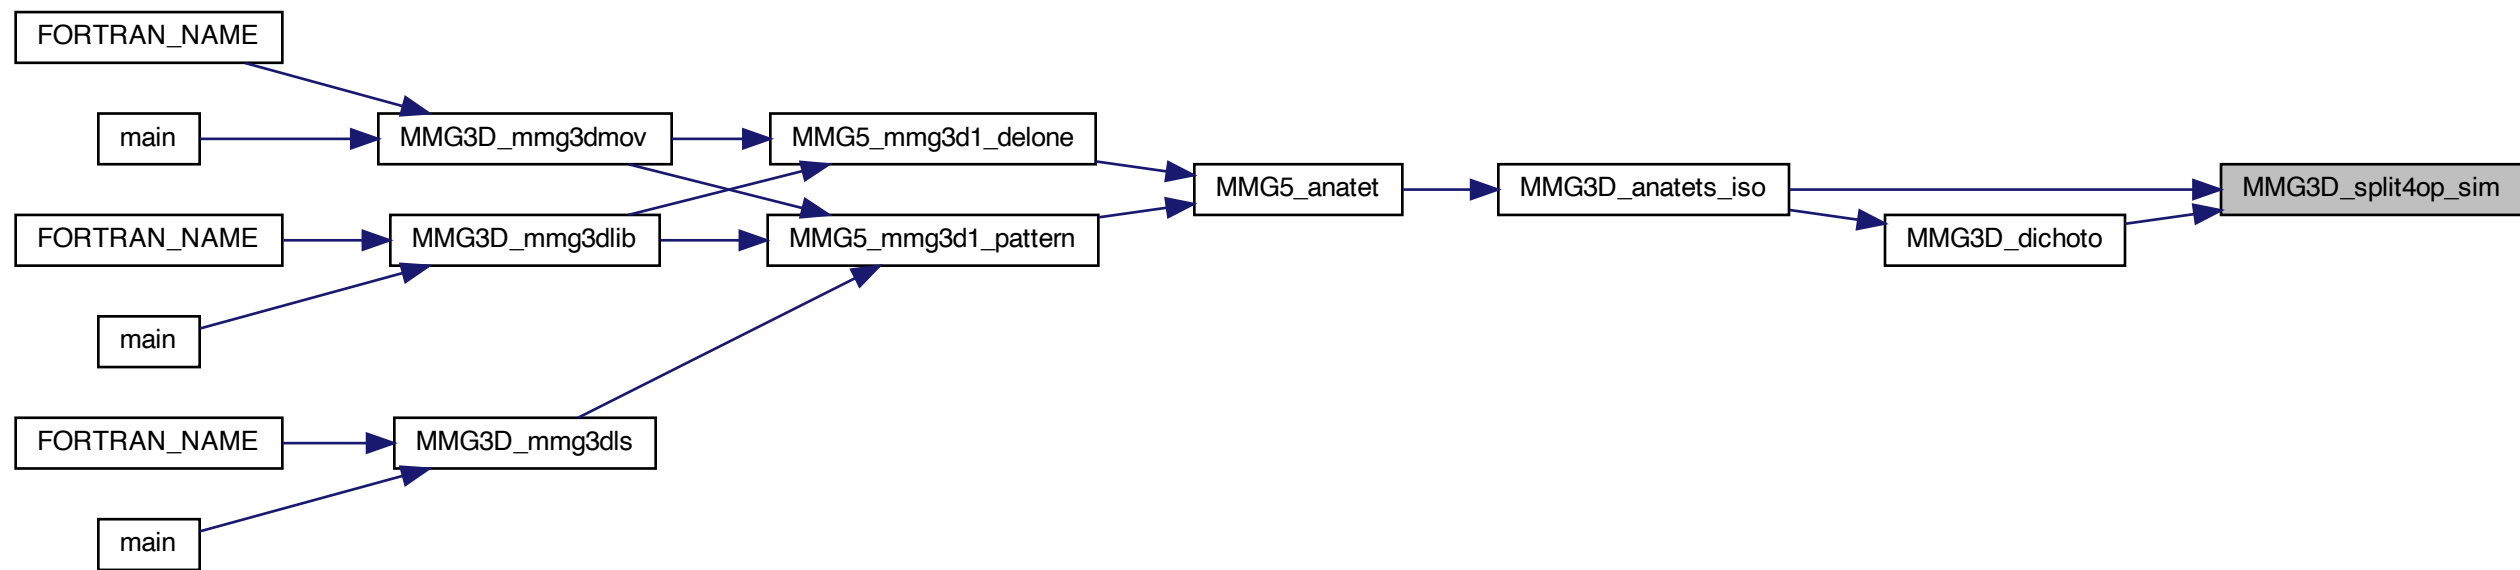 FORTRAN_NAME
main
MMG3D_mmg3dmov
MMG5_mmg3d1_delone
MMG5_anatet
MMG3D_anatets_iso
MMG3D_split4op_sim
FORTRAN_NAME
MMG3D_mmg3dlib
MMG5_mmg3d1_pattern
MMG3D_dichoto
main
FORTRAN_NAME
MMG3D_mmg3dls
main